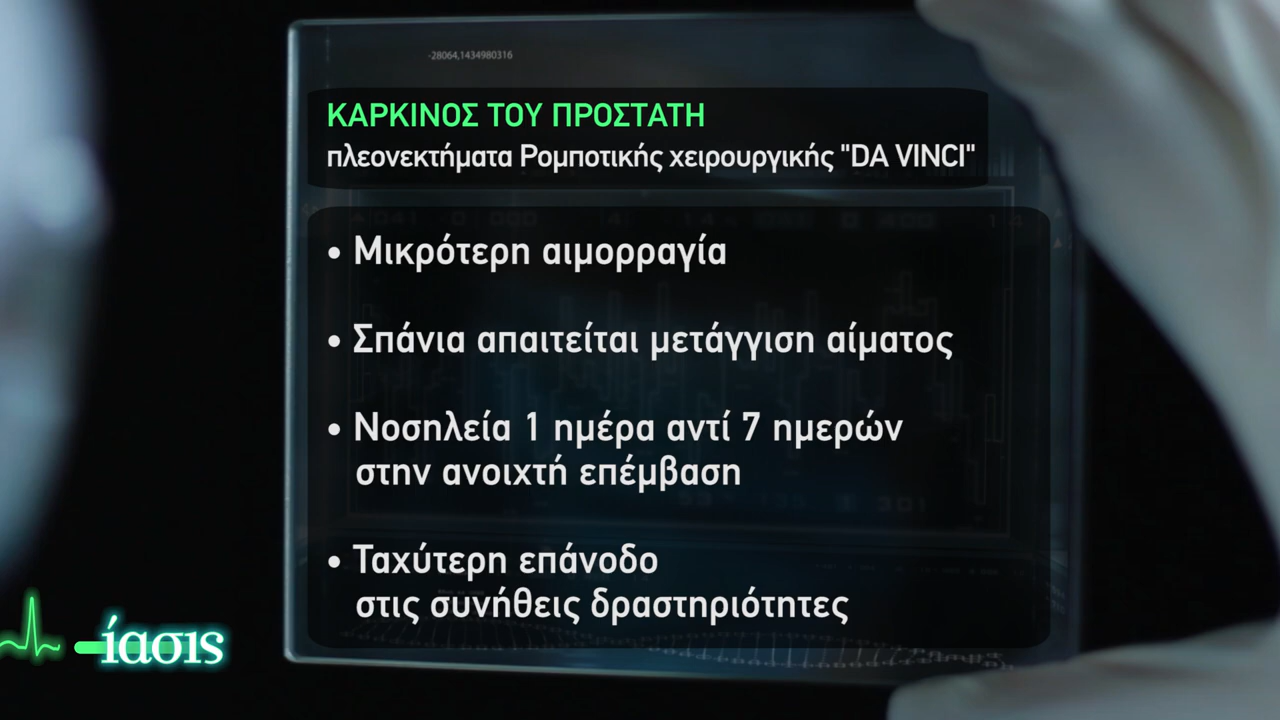 -28064,1434980316
ΚΑΡΚΙΝΟΣ ΤΟΥ ΠΡΟΣΤΑΤΗ
πλεονεκτήματα Ρομποτικής χειρουργικής "DA VINCI"
• Μικρότερη αιμορραγία
• Σπάνια απαιτείται μετάγγιση αίματος
• Νοσηλεία 1 ημέρα αντί 7 ημερών
στην ανοιχτή επέμβαση
• Ταχύτερη επάνοδο
στις συνήθεις δραστηριότητες
ίασις